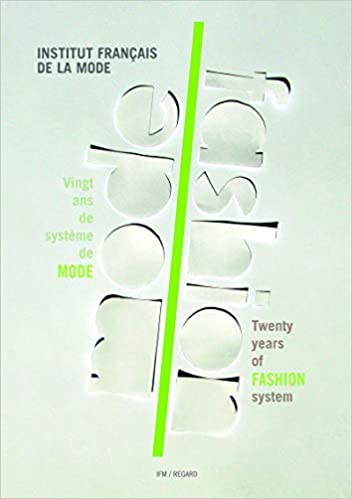 INSTITUT FRANÇAIS
DE LA MODE
mode
fashion
Vingt
ans
de
système
de
MODE
Twenty
years
of
FASHION
system
IFM / REGARD